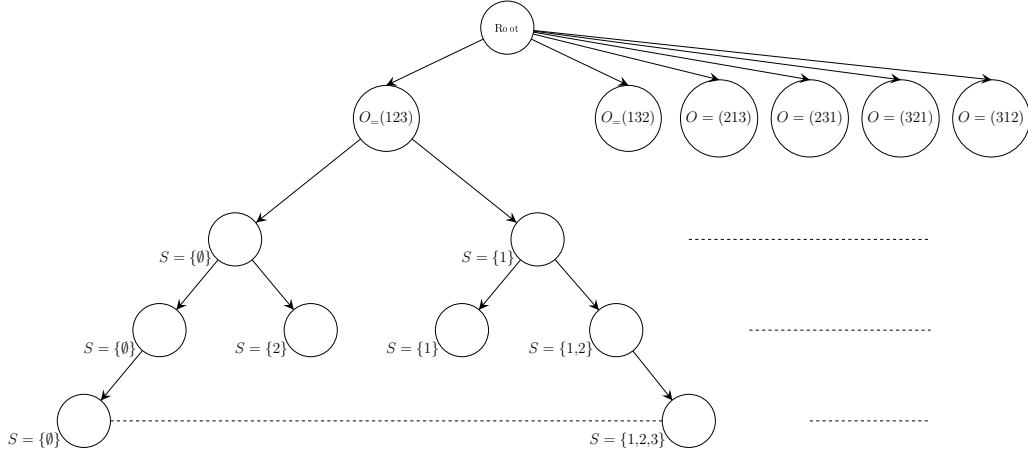 Root
O=(123)
O=(132)
O = (213)
O = (231)
O = (321)
O = (312)
S = {∅}
S = {1}
S = {∅}
S = {2}
S = {1}
S = {1,2}
S = {∅}
S = {1,2,3}